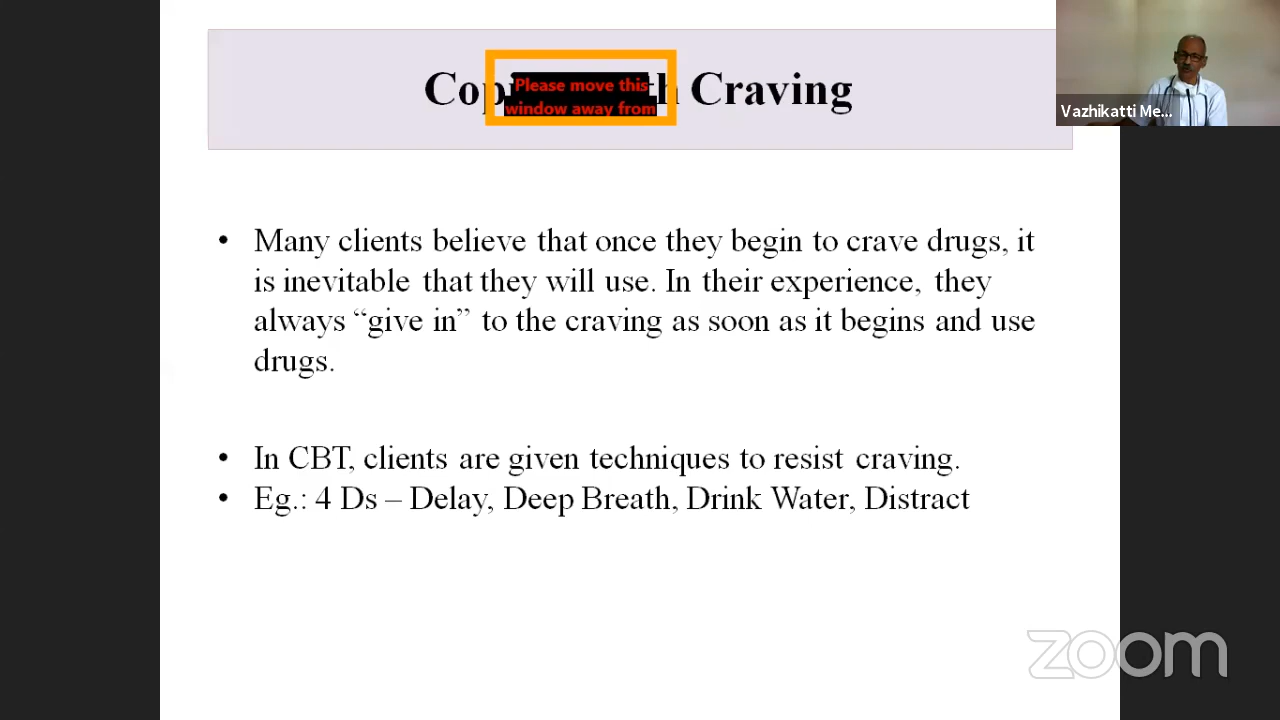 Cop h Craving
Please move this
window away from
Vazhikatti Me...
• Many clients believe that once they begin to crave drugs, it
is inevitable that they will use. In their experience, they
always “give in” to the craving as soon as it begins and use
drugs.
• In CBT, clients are given techniques to resist craving.
• Eg.: 4 Ds – Delay, Deep Breath, Drink Water, Distract
zoom